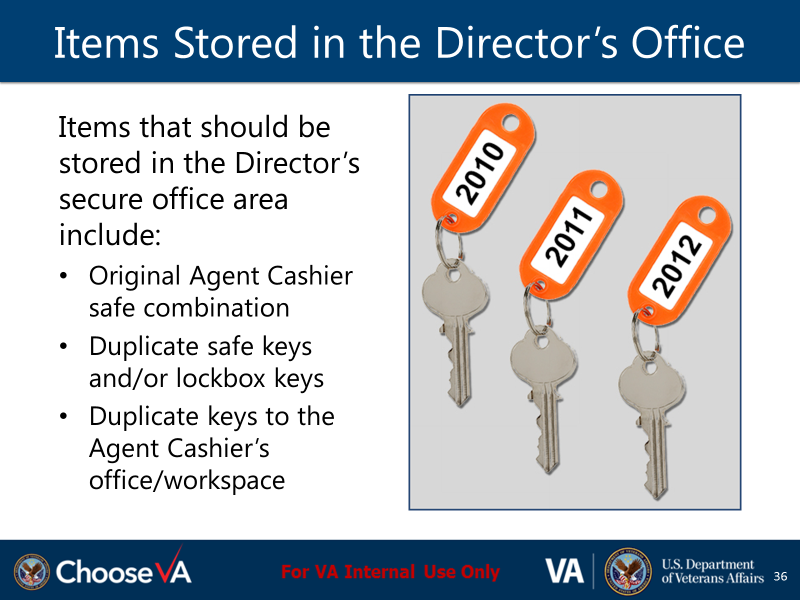 Items Stored in the Director’s Office
Items that should be
stored in the Director’s
secure office area
include:
• Original Agent Cashier
safe combination
• Duplicate safe keys
and/or lockbox keys
• Duplicate keys to the
Agent Cashier’s
office/workspace
2010
2011
2012
Choose VA
For VA Internal Use Only
VA
U.S. Department
of Veterans Affairs
36